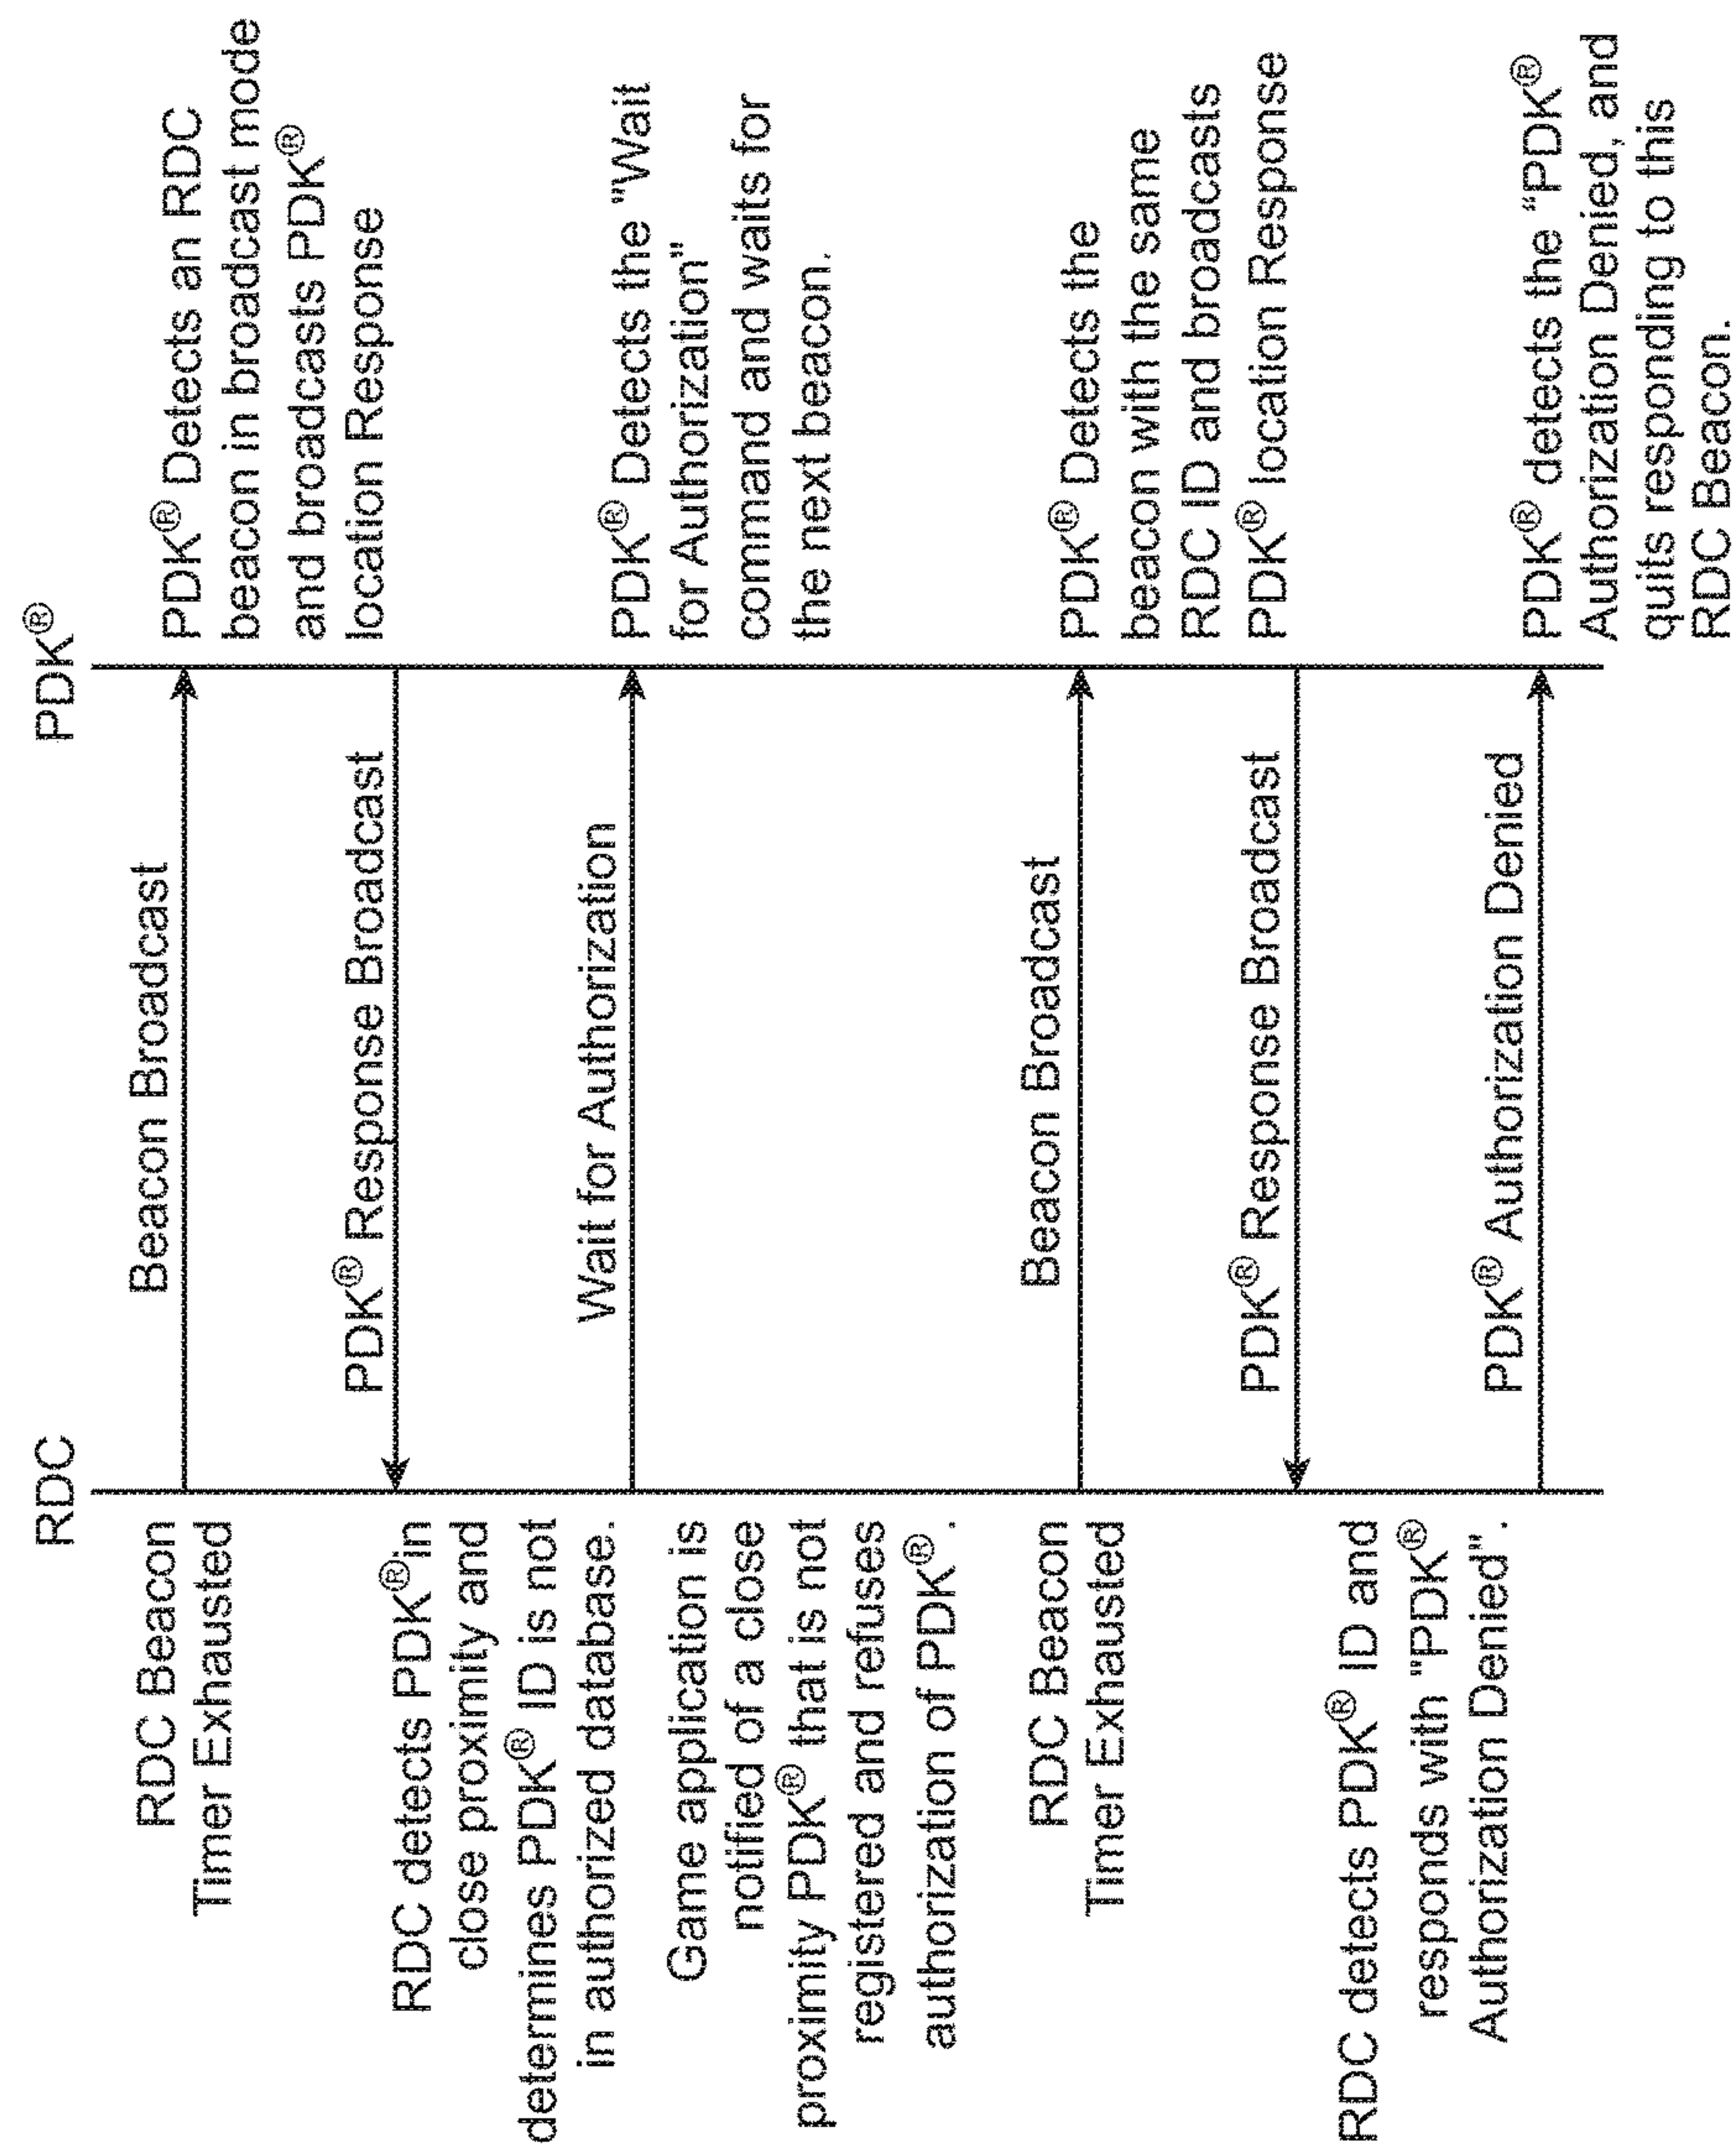 RDC
PDK®
RDC Beacon
Timer Exhausted
Beacon Broadcast
PDK® Detects an RDC
beacon in broadcast mode
and broadcasts PDK®
location Response
PDK® Response Broadcast
RDC detects PDK® in
close proximity and
determines PDK® ID is not
in authorized database.
Wait for Authorization
PDK® Detects the "Wait
for Authorization"
command and waits for
the next beacon.
Game application is
notified of a close
proximity PDK® that is not
registered and refuses
authorization of PDK®.
RDC Beacon
Timer Exhausted
Beacon Broadcast
PDK® Detects the
beacon with the same
RDC ID and broadcasts
PDK® location Response
PDK® Response Broadcast
RDC detects PDK® ID and
responds with "PDK®
Authorization Denied".
PDK® Authorization Denied
PDK® detects the “PDK®
Authorization Denied, and
quits responding to this
RDC Beacon.